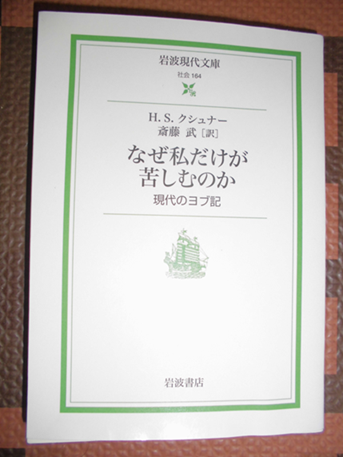 岩波現代文庫
社会 164
H. S. クシュナー
斎藤 武[訳]
なぜ私だけが
苦しむのか
現代のヨブ記
岩波書店